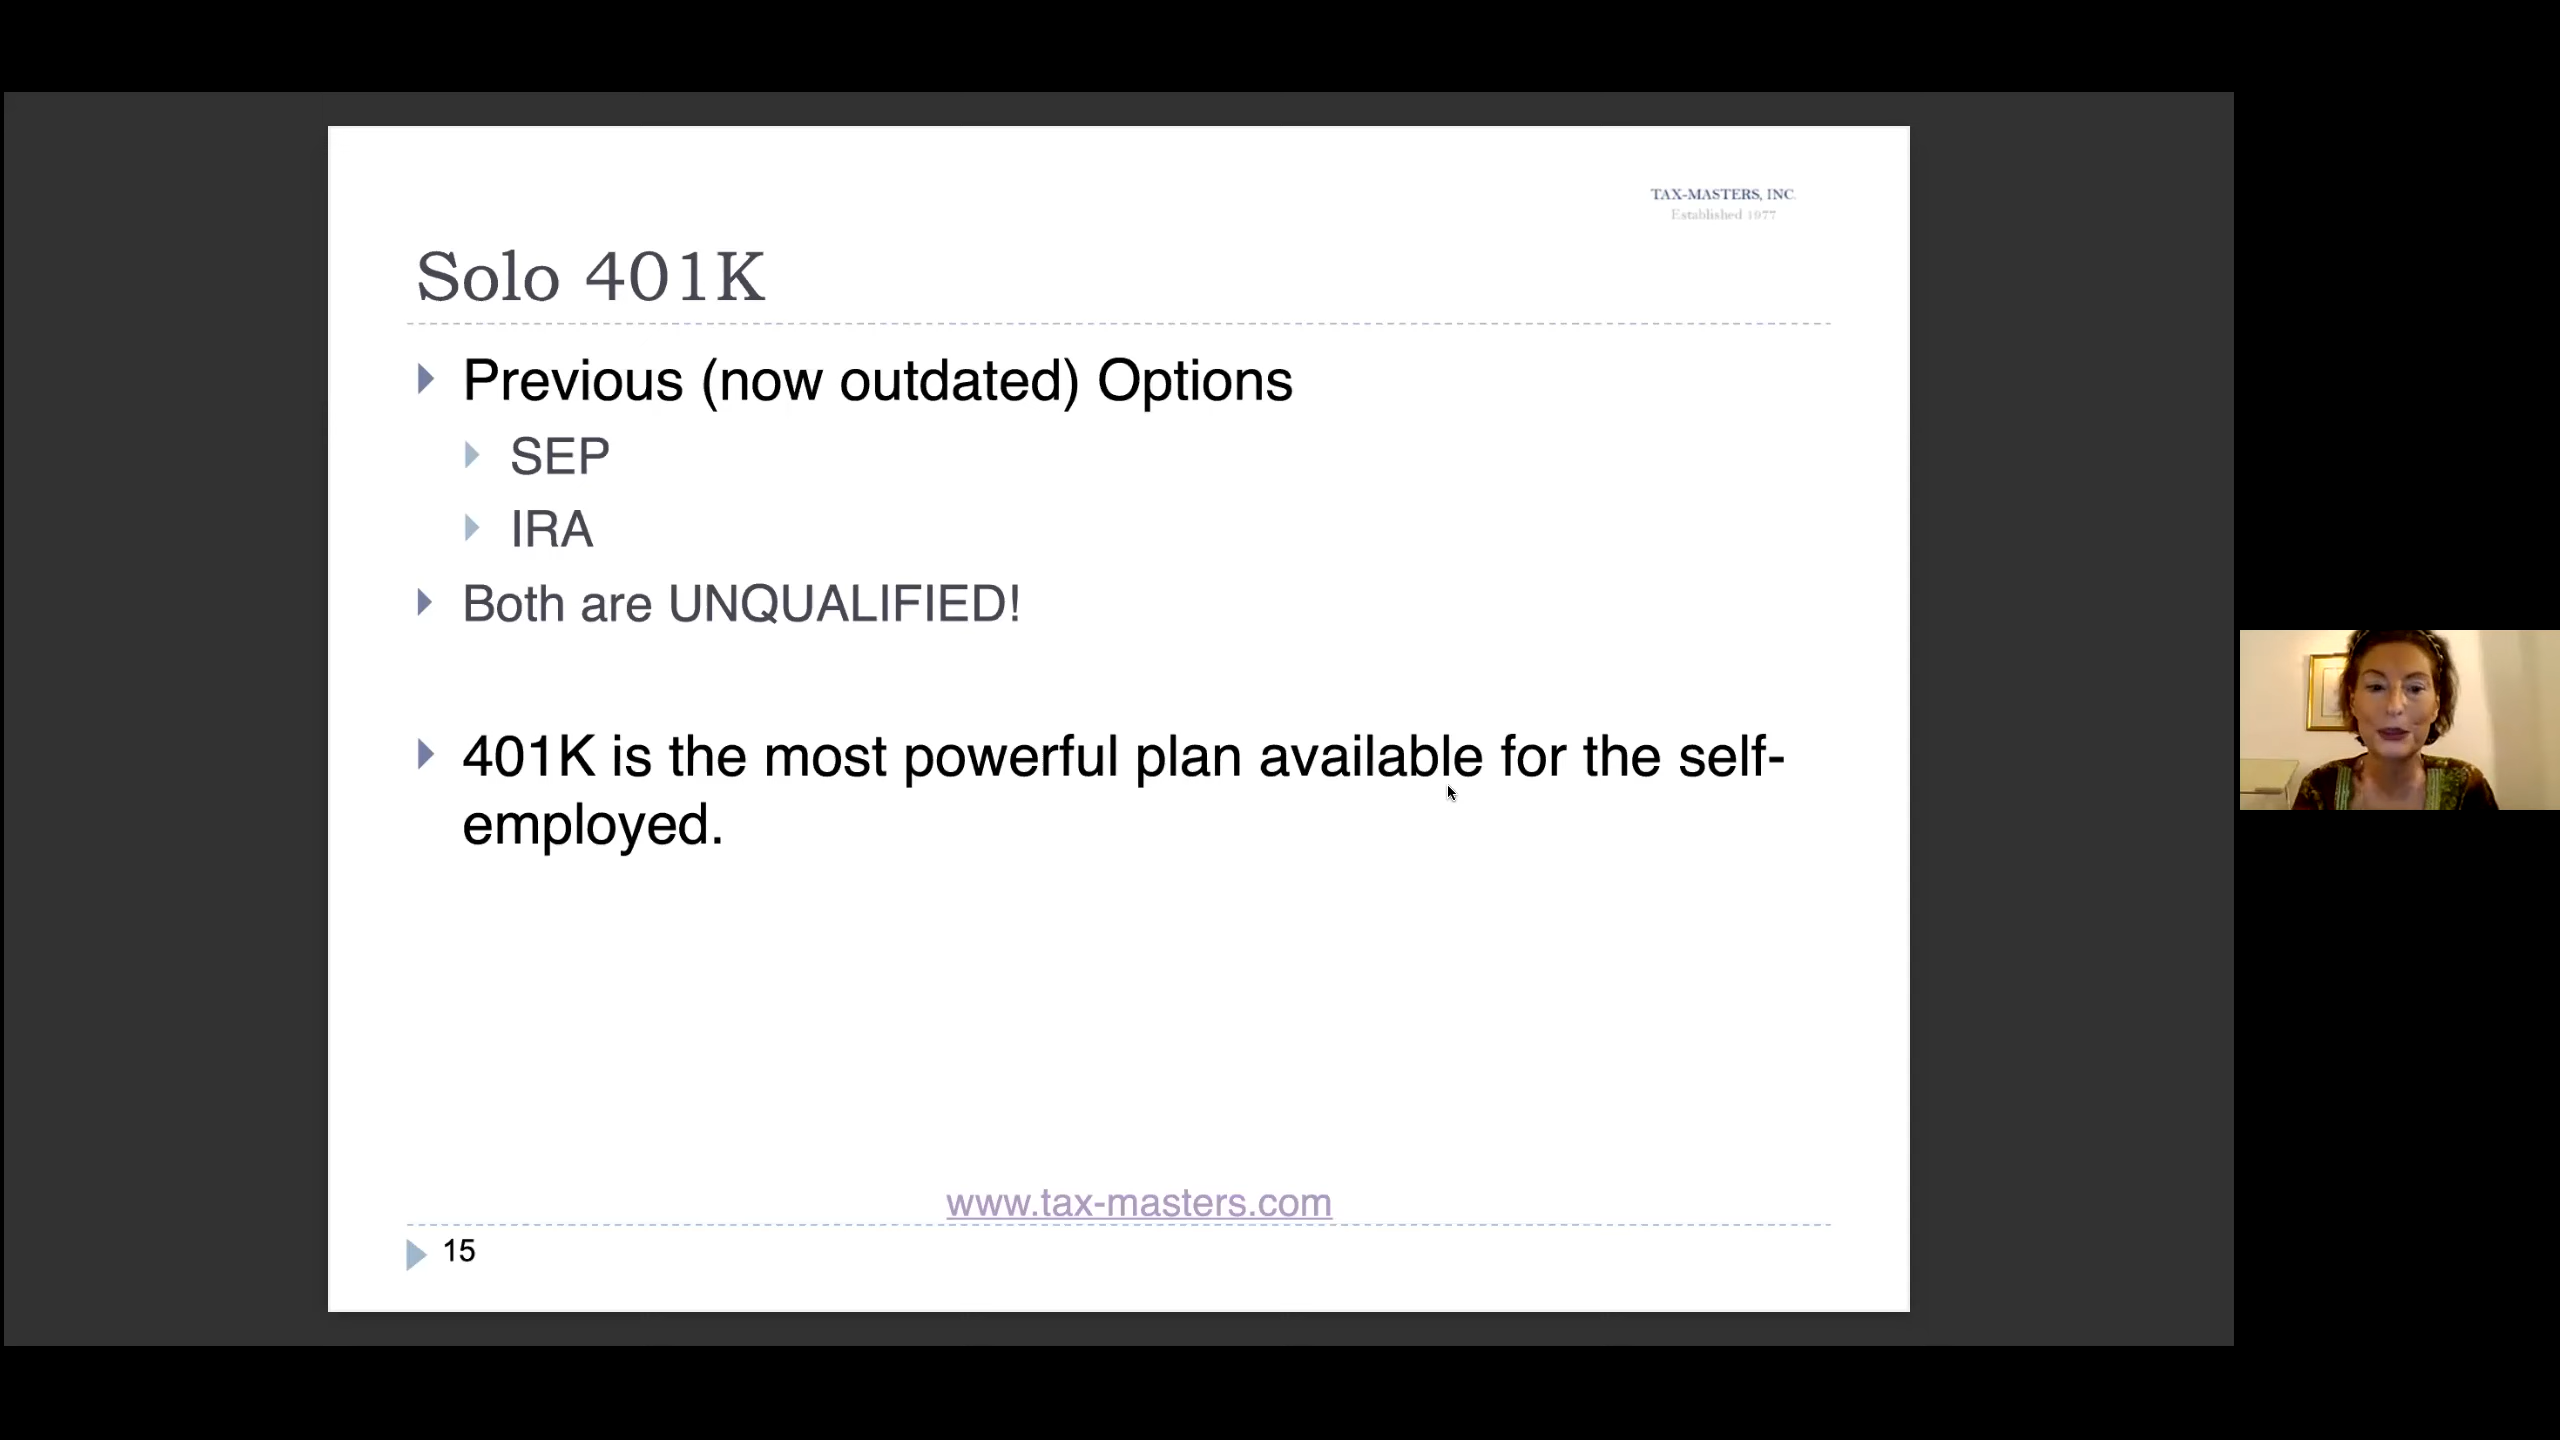 TAX-MASTERS, INC.
Established 1977
Solo 401K
Previous (now outdated) Options
SEP
IRA
Both are UNQUALIFIED!
401K is the most powerful plan available for the self-
employed.
www.tax-masters.com
15